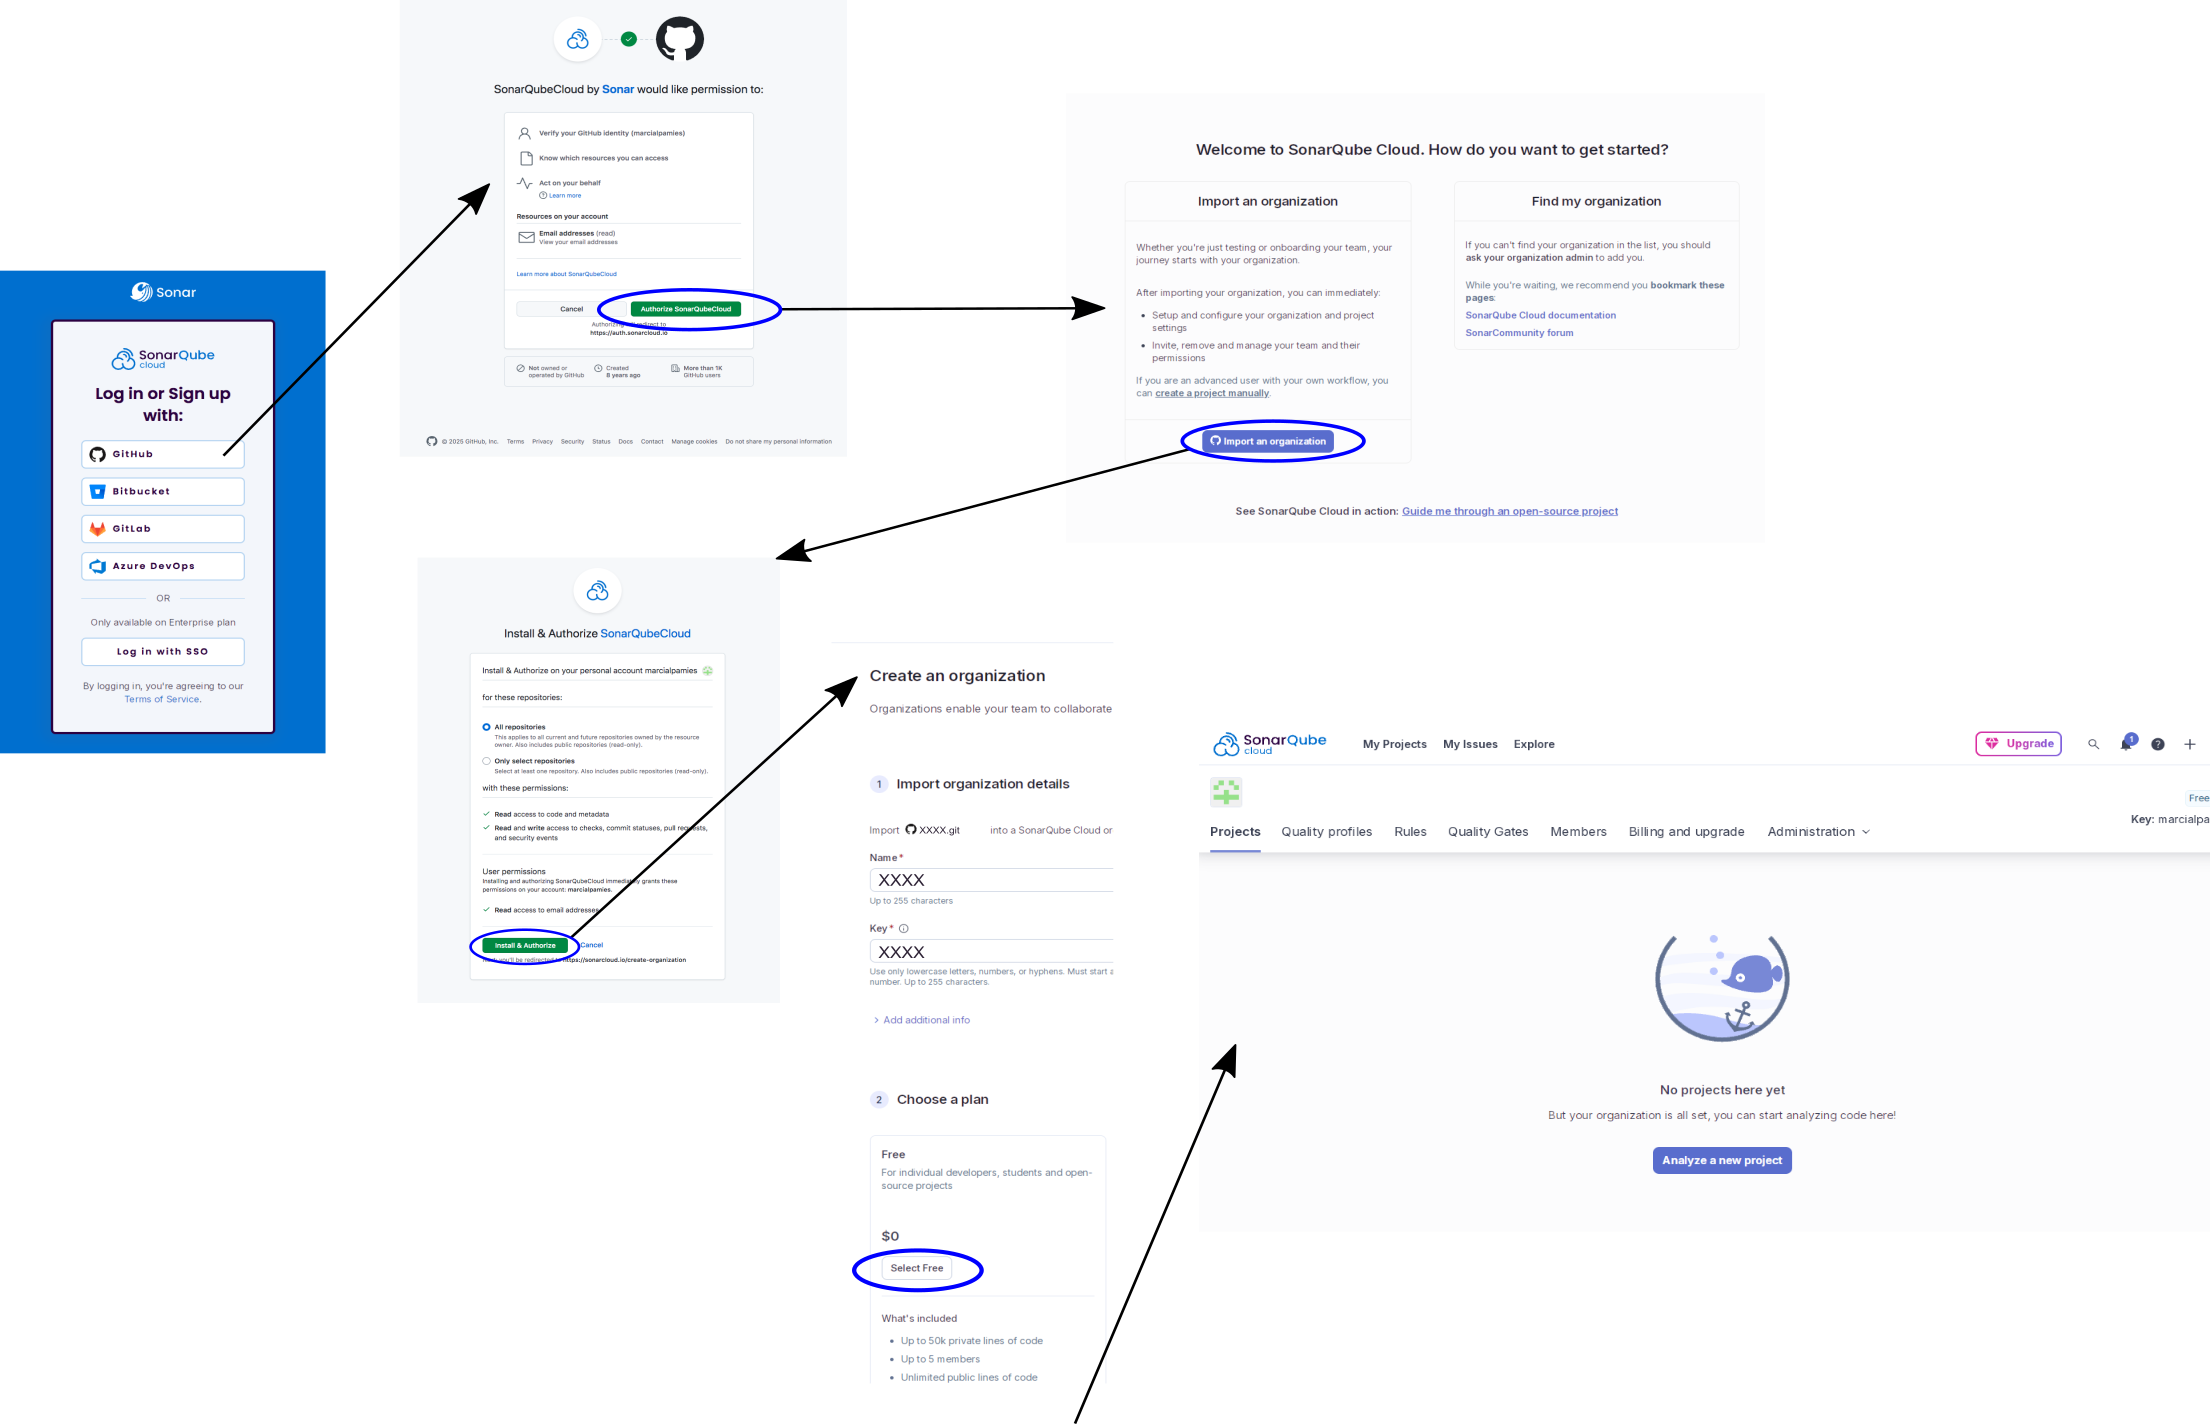 Sonar
SonarQube
cloud
Log in or Sign up
with:
GitHub
Bitbucket
GitLab
Azure DevOps
OR
Only available on Enterprise plan
Log in with SSO
By logging in, you're agreeing to our
Terms of Service.
SonarQubeCloud by Sonar would like permission to:
Verify your GitHub identity (marcialpamies)
Know which resources you can access
Act on your behalf
Learn more
Resources on your account
Email addresses (read)
View your email addresses
Learn more about SonarQubeCloud
Cancel
Authorize SonarQubeCloud
Authorizing redirect to
https://auth.sonarcloud.io
Not owned or
operated by GitHub
Created
8 years ago
More than 1K
GitHub users
© 2025 GitHub, Inc. Terms Privacy Security Status Docs Contact Manage cookies Do not share my personal information
Welcome to SonarQube Cloud. How do you want to get started?
Import an organization
Whether you're just testing or onboarding your team, your
journey starts with your organization.
After importing your organization, you can immediately:
• Setup and configure your organization and project
settings
• Invite, remove and manage your team and their
permissions
If you are an advanced user with your own workflow, you
can create a project manually.
Import an organization
Find my organization
If you can't find your organization in the list, you should
ask your organization admin to add you.
While you're waiting, we recommend you bookmark these
pages:
SonarQube Cloud documentation
SonarCommunity forum
See SonarQube Cloud in action: Guide me through an open-source project
Install & Authorize SonarQubeCloud
Install & Authorize on your personal account marcialpamies
for these repositories:
All repositories
This applies to all current and future repositories owned by the resource
owner. Also includes public repositories (read-only).
Only select repositories
Select at least one repository. Also includes public repositories (read-only).
with these permissions:
Read access to code and metadata
Read and write access to checks, commit statuses, pull requests,
and security events
User permissions
Installing and authorizing SonarQubeCloud immediately grants these
permissions on your account: marcialpamies.
Read access to email addresses
Install & Authorize
Cancel
you'll be redirected to https://sonarcloud.io/create-organization
Create an organization
Organizations enable your team to collaborate
1 Import organization details
Import XXXX.git into a SonarQube Cloud or
Name*
XXXX
Up to 255 characters
Key*
XXXX
Use only lowercase letters, numbers, or hyphens. Must start a
number. Up to 255 characters.
Add additional info
2 Choose a plan
Free
For individual developers, students and open-
source projects
$0
Select Free
What's included
• Up to 50k private lines of code
• Up to 5 members
• Unlimited public lines of code
SonarQube
cloud
My Projects My Issues Explore
Upgrade
1
?
Free
Key: marcialpa
Projects Quality profiles Rules Quality Gates Members Billing and upgrade Administration
No projects here yet
But your organization is all set, you can start analyzing code here!
Analyze a new project